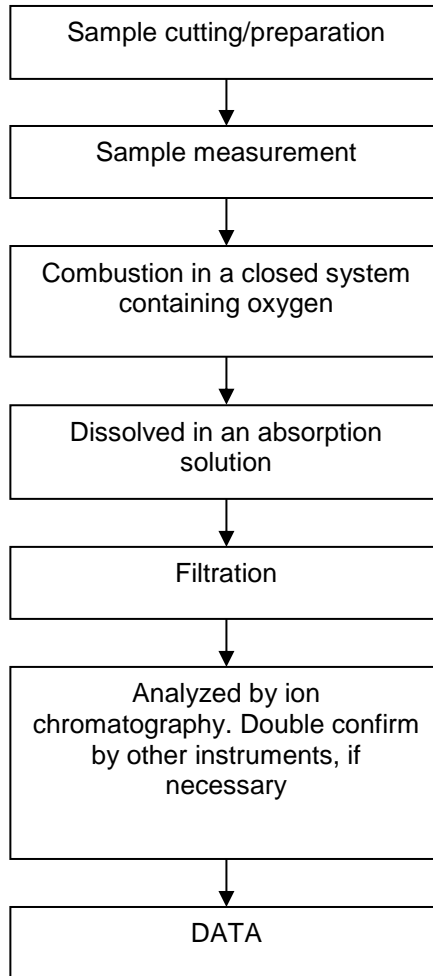 Sample cutting/preparation
Sample measurement
Combustion in a closed system
containing oxygen
Dissolved in an absorption
solution
Filtration
Analyzed by ion
chromatography. Double confirm
by other instruments, if
necessary
DATA